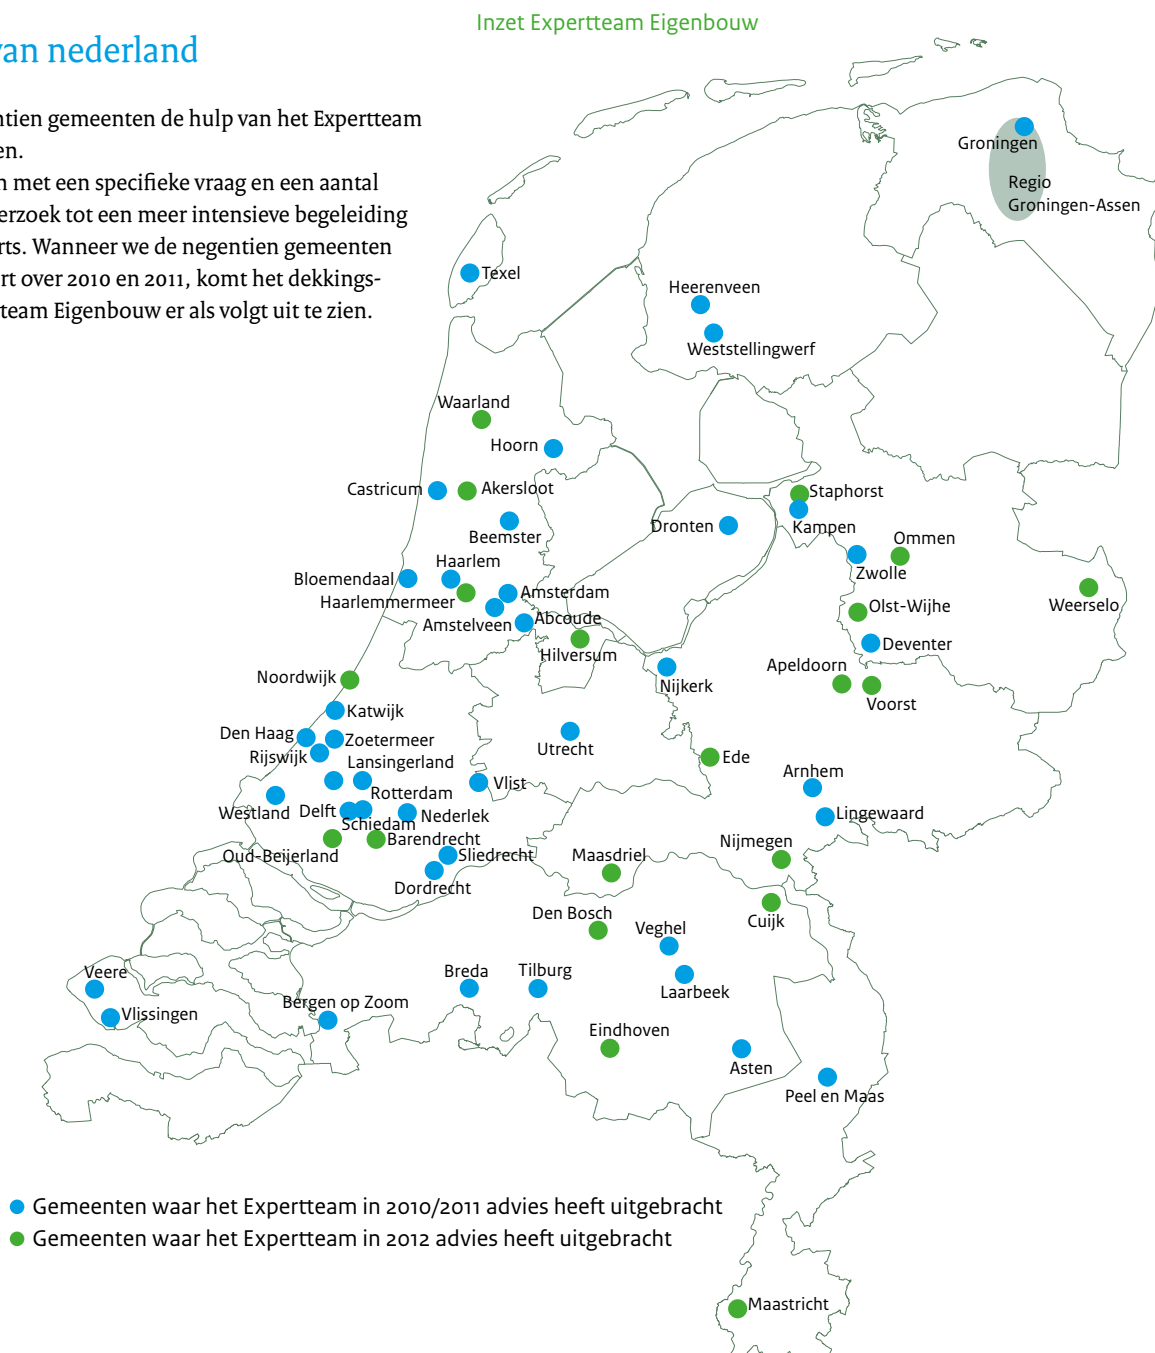 Inzet Expertteam Eigenbouw
van nederland
ntien gemeenten de hulp van het Expertteam
en.
n met een specifieke vraag en een aantal
erzoek tot een meer intensieve begeleiding
rts. Wanneer we de negentien gemeenten
rt over 2010 en 2011, komt het dekkings-
team Eigenbouw er als volgt uit te zien.
Groningen
Regio
Groningen-Assen
Texel
Heerenveen
Weststellingwerf
Waarland
Hoorn
Castricum
Akersloot
Staphorst
Dronten
Kampen
Beemster
Ommen
Haarlem
Zwolle
Bloemendaal
Amsterdam
Haarlemmermeer
Weerselo
Olst-Wijhe
Abcoude
Amstelveen
Deventer
Hilversum
Apeldoorn
Noordwijk
Nijkerk
Voorst
Katwijk
Den Haag
Zoetermeer
Utrecht
Rijswijk
Lansingerland
Ede
Arnhem
Vlist
Rotterdam
Westland
Delft
Nederlek
Lingewaard
Schiedam
Barendrecht
Nijmegen
Oud-Beijerland
Sliedrecht
Maasdriel
Dordrecht
Den Bosch
Cuijk
Veghel
Veere
Breda
Tilburg
Laarbeek
Bergen op Zoom
Vlissingen
Eindhoven
Asten
Peel en Maas
Gemeenten waar het Expertteam in 2010/2011 advies heeft uitgebracht
Gemeenten waar het Expertteam in 2012 advies heeft uitgebracht
Maastricht